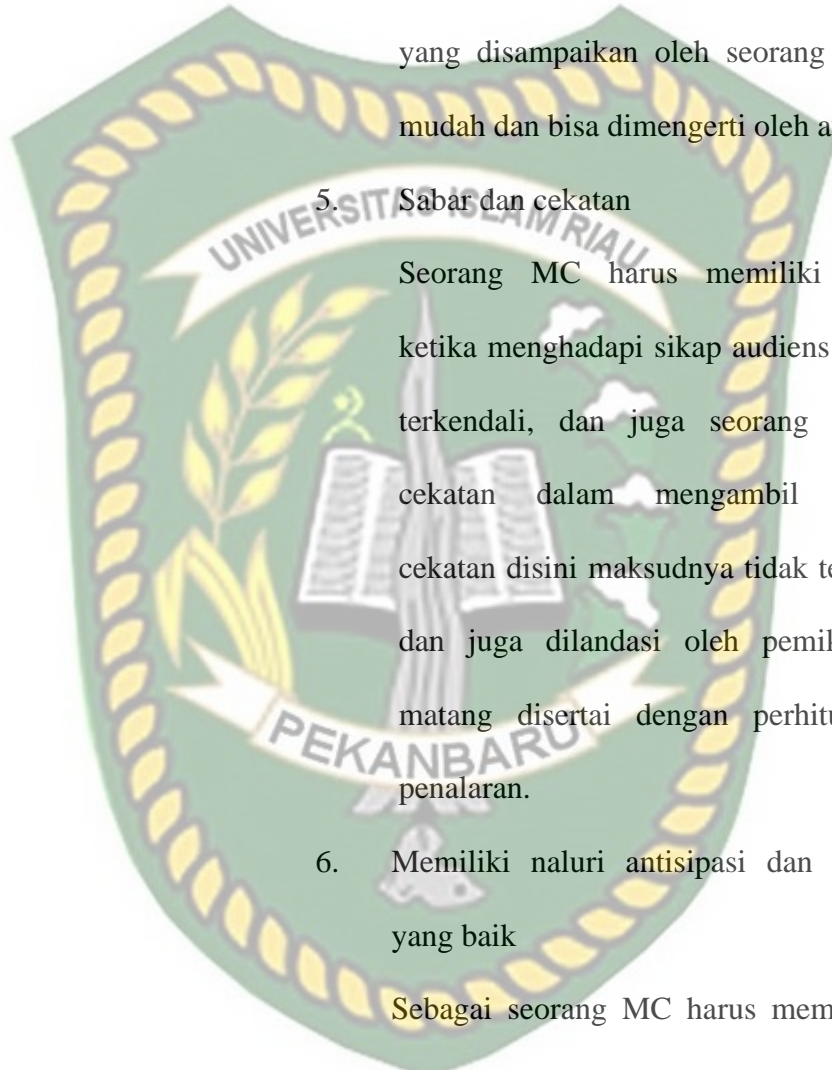 yang disampaikan oleh seorang
mudah dan bisa dimengerti oleh a
5. Sabar dan cekatan
UNIVERSITAS ISLAM RIAU
Seorang MC harus memiliki
ketika menghadapi sikap audiens
terkendali, dan juga seorang
cekatan dalam mengambil
cekatan disini maksudnya tidak te
dan juga dilandasi oleh pemik
matang disertai dengan perhitu
PEKANBARU
penalaran.
6. Memiliki naluri antisipasi dan
yang baik
Sebagai seorang MC harus mem